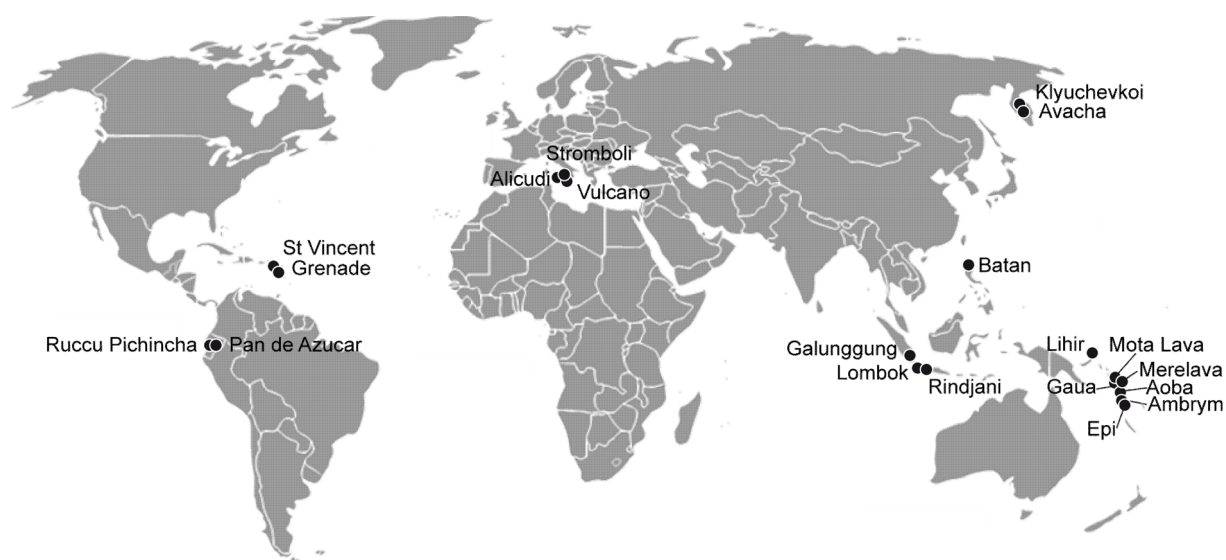 Klyuchevkoi
Avacha
Stromboli
Alicudi
Vulcano
St Vincent
Grenade
Batan
Ruccu Pichincha
Pan de Azucar
Galunggung
Lombok
Rindjani
Lihir
Mota Lava
Merelava
Gaua
Aoba
Ambrym
Epi